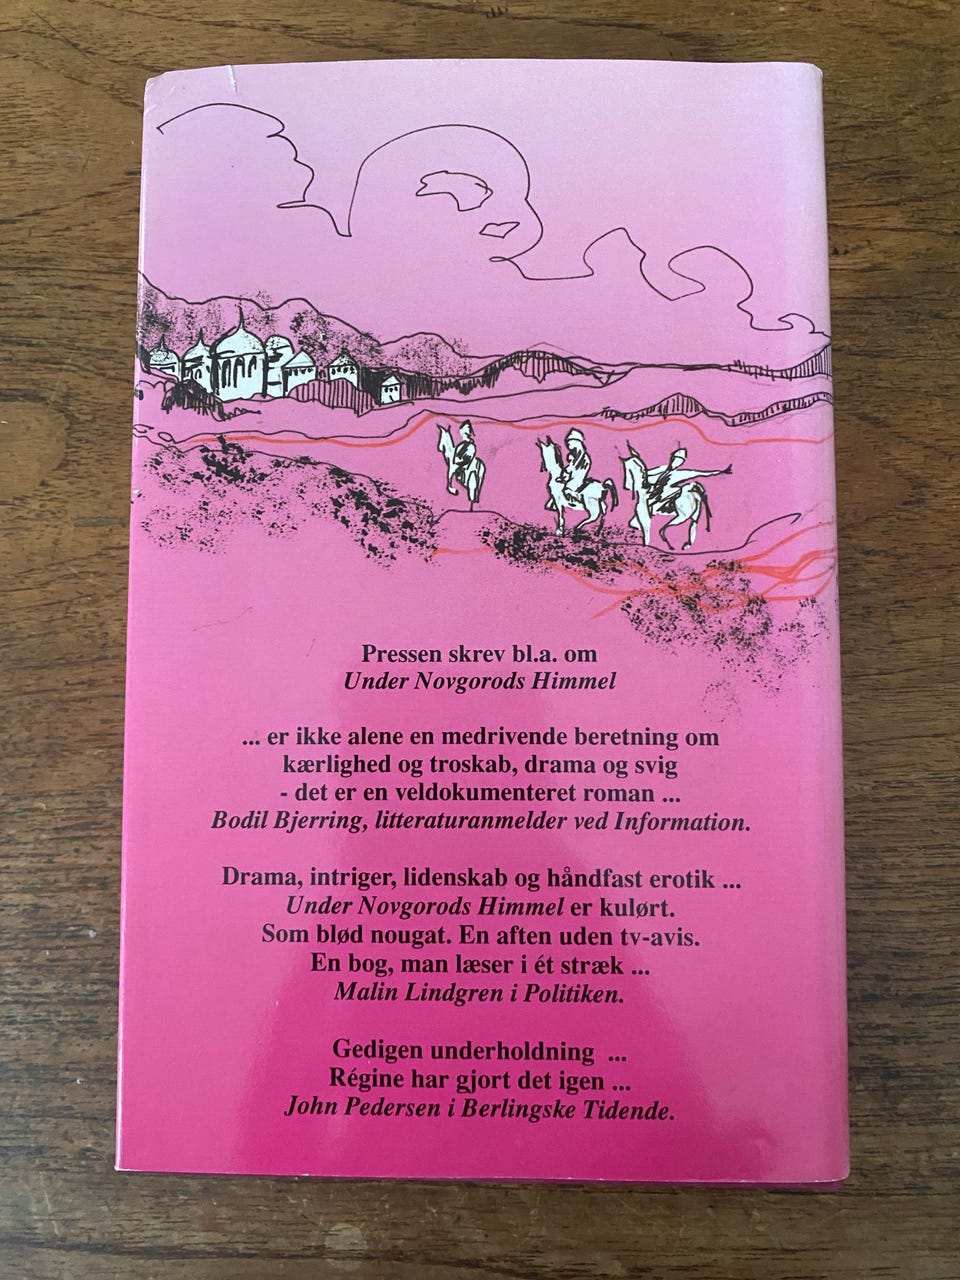 Pressen skrev bl.a. om
Under Novgorods Himmel
... er ikke alene en medrivende beretning om
kærlighed og troskab, drama og svig
- det er en veldokumenteret roman ...
Bodil Bjerring, litteraturanmelder ved Information.
Drama, intriger, lidenskab og håndfast erotik ...
Under Novgorods Himmel er kulørt.
Som blød nougat. En aften uden tv-avis.
En bog, man læser i ét stræk ...
Malin Lindgren i Politiken.
Gedigen underholdning ...
Régine har gjort det igen ...
John Pedersen i Berlingske Tidende.